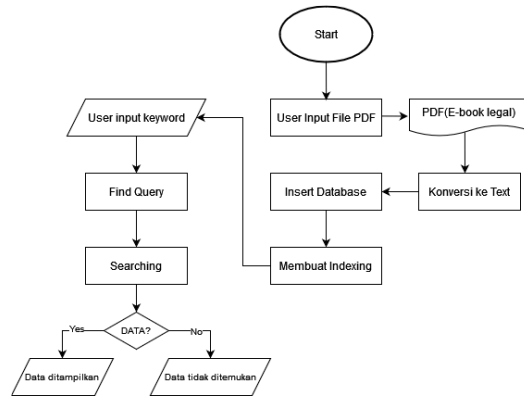 Start
User Input File PDF
PDF(E-book legal)
Konversi ke Text
Insert Database
Membuat Indexing
User input keyword
Find Query
Searching
DATA?
Yes
No
Data ditampilkan
Data tidak ditemukan